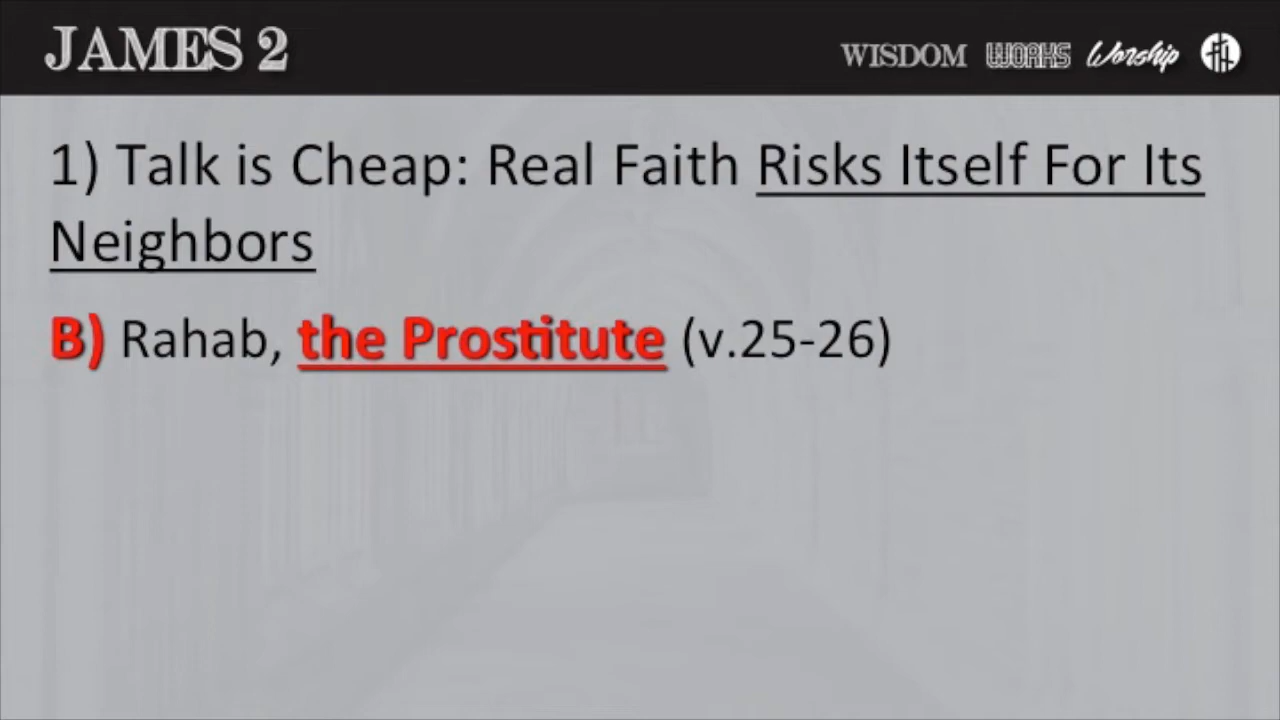 JAMES 2
WISDOM WORKS Worship
1) Talk is Cheap: Real Faith Risks Itself For Its
Neighbors
B) Rahab, the Prostitute (v.25-26)